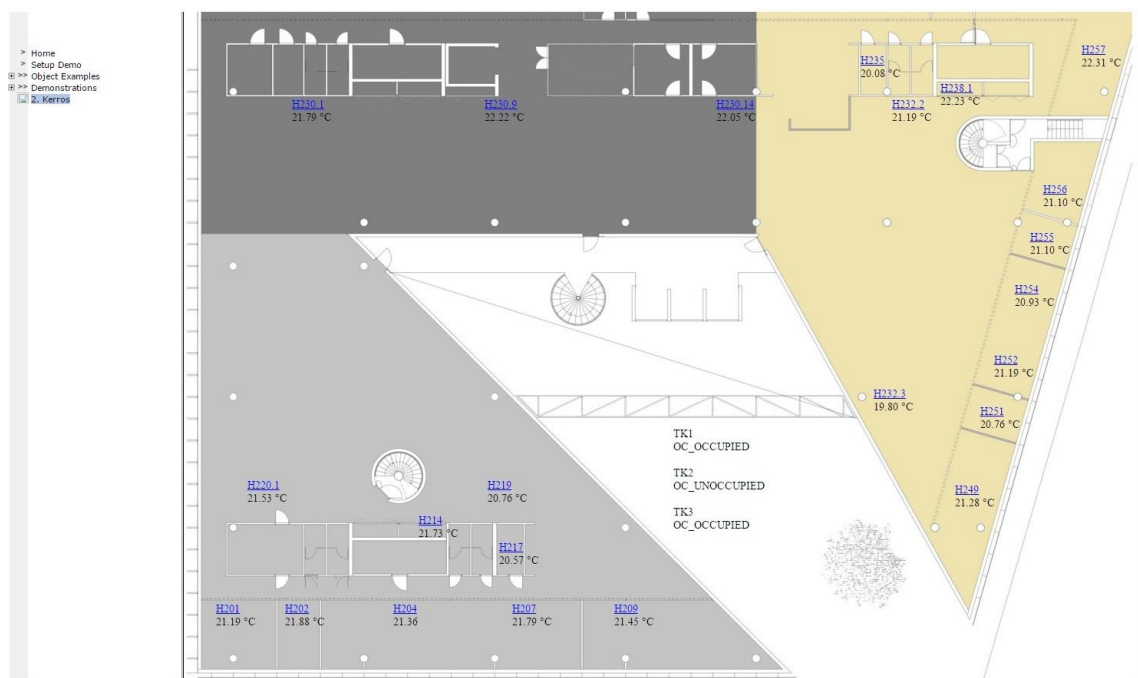 > Home
> Setup Demo
>> Object Examples
>> Demonstrations
2. Kerros
H257
22.31 °C
H235
20.08 °C
H238.1
22.23 °C
H230.1
21.79 °C
H230.9
22.22 °C
H230.14
22.05 °C
H232.2
21.19 °C
H256
21.10 °C
H255
21.10 °C
H254
20.93 °C
H252
21.19 °C
H232.3
19.80 °C
H251
20.76 °C
TK1
OC_OCCUPIED
TK2
OC_UNOCCUPIED
TK3
OC_OCCUPIED
H249
21.28 °C
H220.1
21.53 °C
H219
20.76 °C
H214
21.73 °C
H217
20.57 °C
H201
21.19 °C
H202
21.88 °C
H204
21.36
H207
21.79 °C
H209
21.45 °C